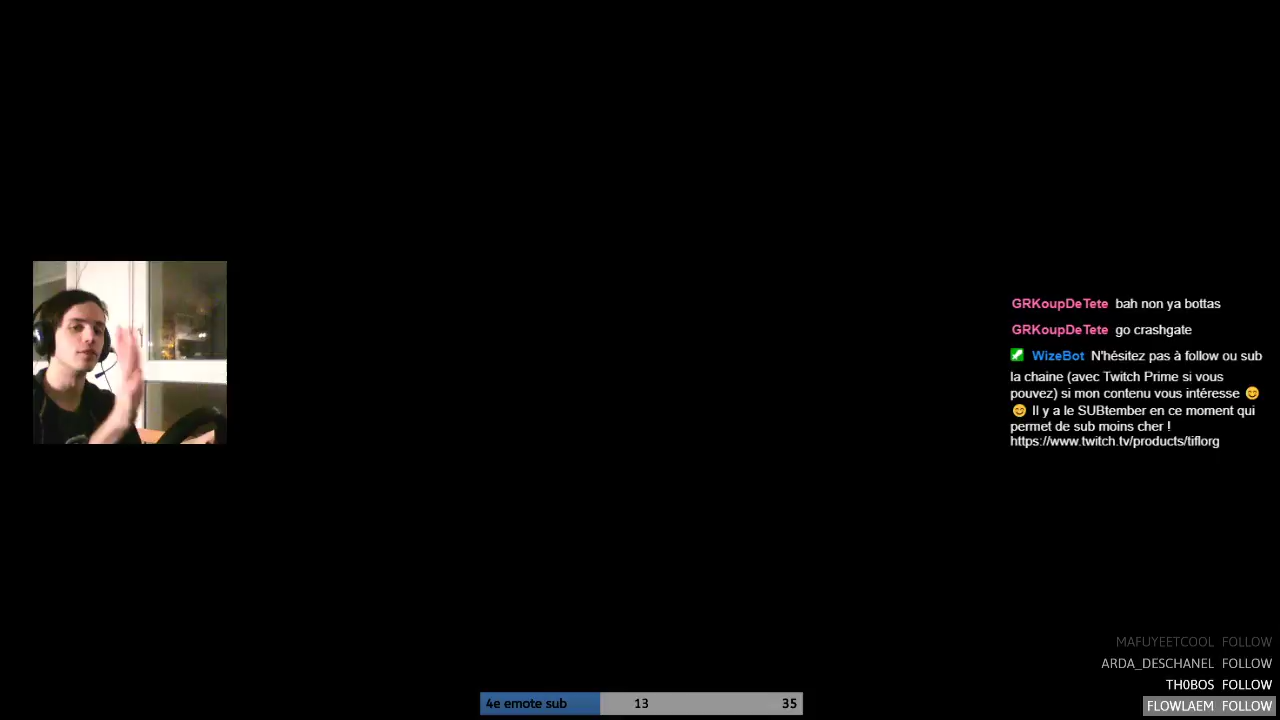 GRKoupDeTete bah non ya bottas
GRKoupDeTete go crashgate
WizeBot N'hésitez pas à follow ou sub
la chaine (avec Twitch Prime si vous
pouvez) si mon contenu vous intéresse 😊
😊 Il y a le SUBtember en ce moment qui
permet de sub moins cher !
https://www.twitch.tv/products/tiflorg
MAFUYEETCOOL FOLLOW
ARDA_DESCHANEL FOLLOW
TH0BOS FOLLOW
FLOWLAEM FOLLOW
4e emote sub 13 35